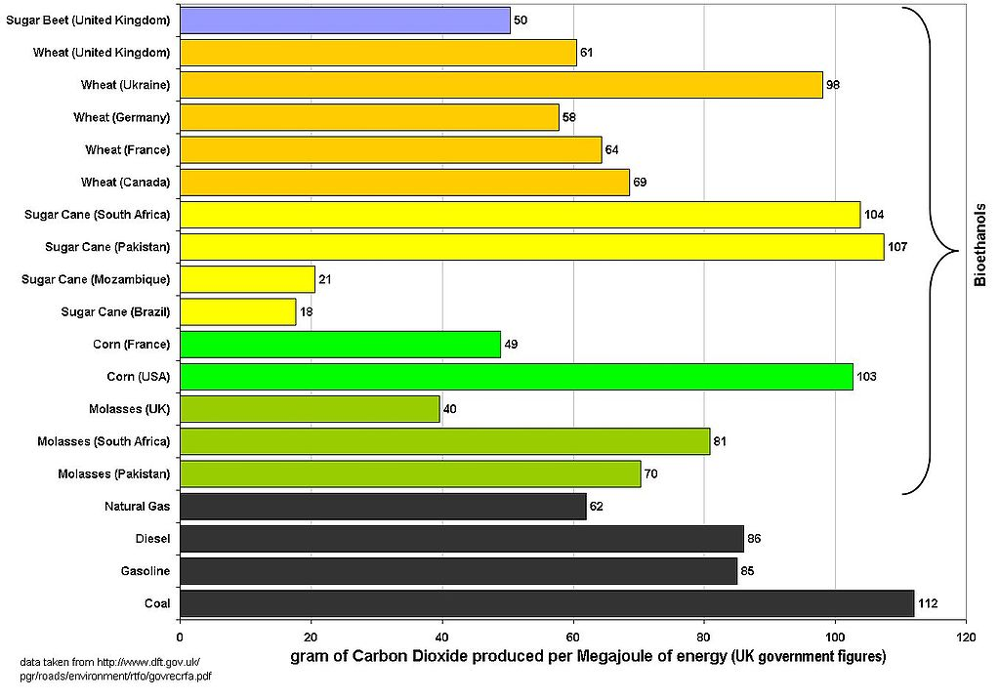 Sugar Beet (United Kingdom) 50
Wheat (United Kingdom) 61
Wheat (Ukraine) 98
Wheat (Germany) 58
Wheat (France) 64
Wheat (Canada) 69
Sugar Cane (South Africa) 104
Sugar Cane (Pakistan) 107
Sugar Cane (Mozambique) 21
Sugar Cane (Brazil) 18
Corn (France) 49
Corn (USA) 103
Molasses (UK) 40
Molasses (South Africa) 81
Molasses (Pakistan) 70
Natural Gas 62
Diesel 86
Gasoline 85
Coal 112
Bioethanols
0 20 40 60 80 100 120
gram of Carbon Dioxide produced per Megajoule of energy (UK government figures)
data taken from http://www.dft.gov.uk/
pgr/roads/environment/rtfo/govrecrfa.pdf